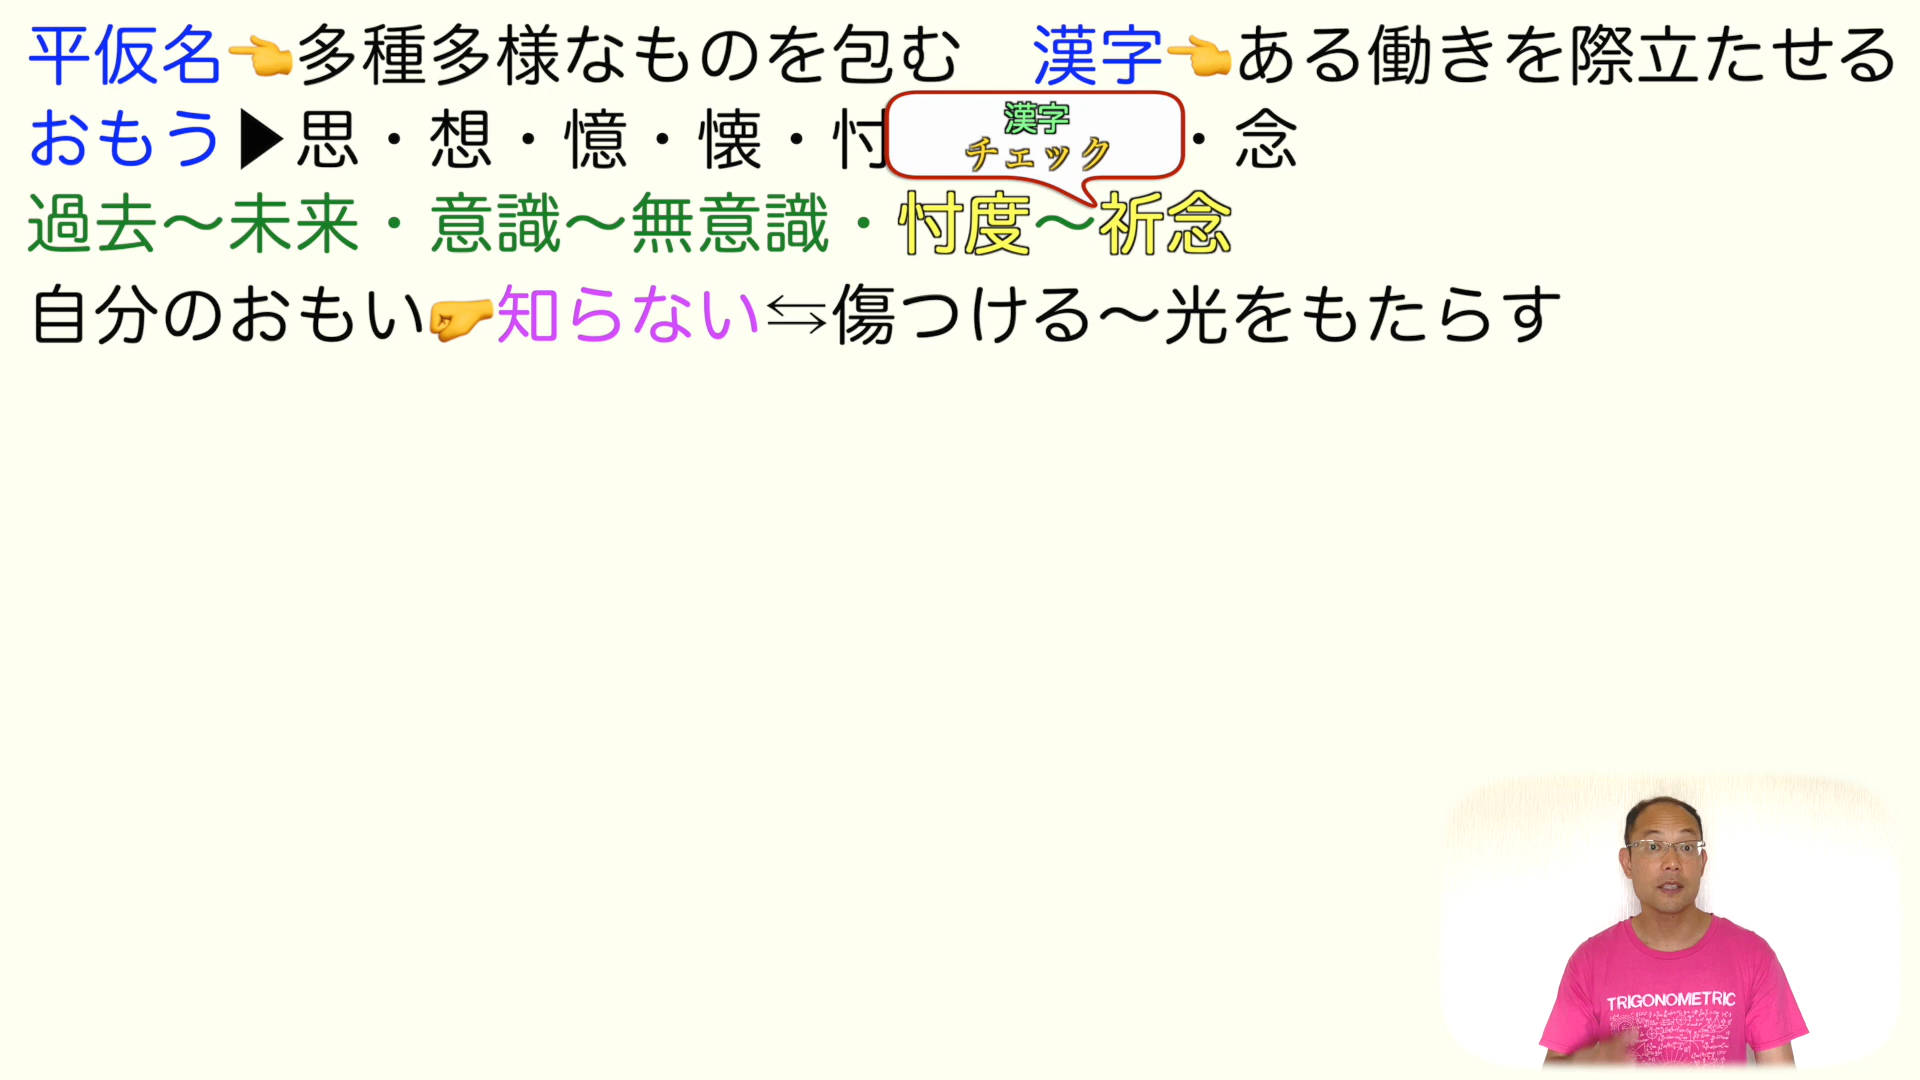 平仮名👈多種多様なものを包む　漢字👈ある働きを際立たせる
おもう▶思・想・憶・懐・忖・念
漢字
チェック
過去〜未来・意識〜無意識・忖度〜祈念
自分のおもい🤛知らない⇆傷つける〜光をもたらす
TRIGONOMETRIC